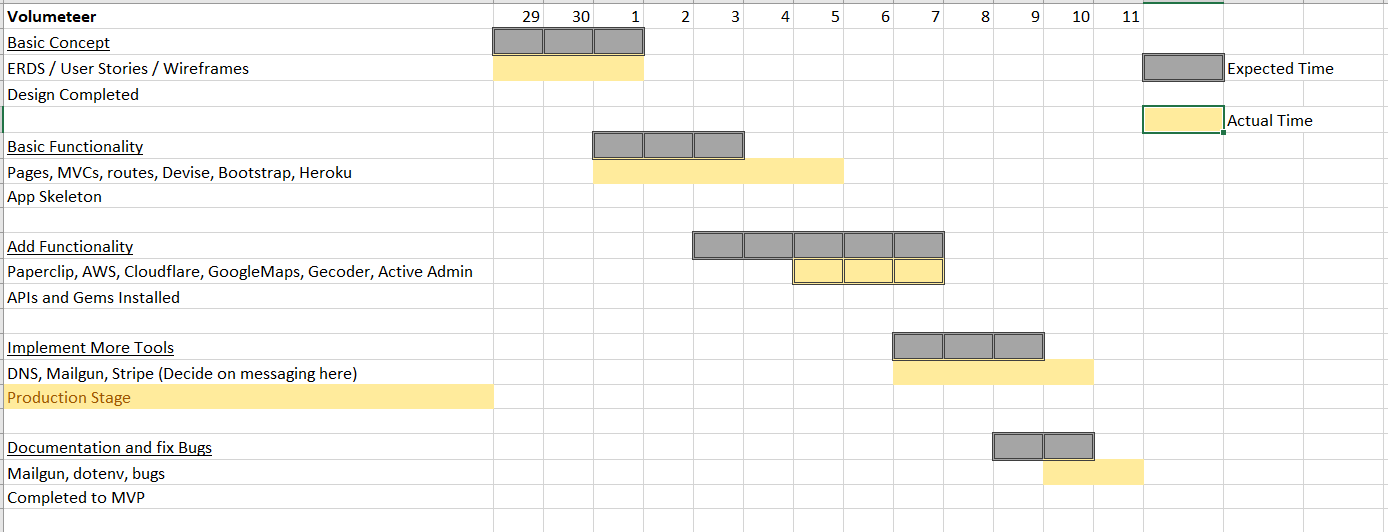 Volumeteer 29 30 1 2 3 4 5 6 7 8 9 10 11
Basic Concept
ERDS / User Stories / Wireframes Expected Time
Design Completed
Actual Time
Basic Functionality
Pages, MVCs, routes, Devise, Bootstrap, Heroku
App Skeleton
Add Functionality
Paperclip, AWS, Cloudflare, GoogleMaps, Gecoder, Active Admin
APIs and Gems Installed
Implement More Tools
DNS, Mailgun, Stripe (Decide on messaging here)
Production Stage
Documentation and fix Bugs
Mailgun, dotenv, bugs
Completed to MVP